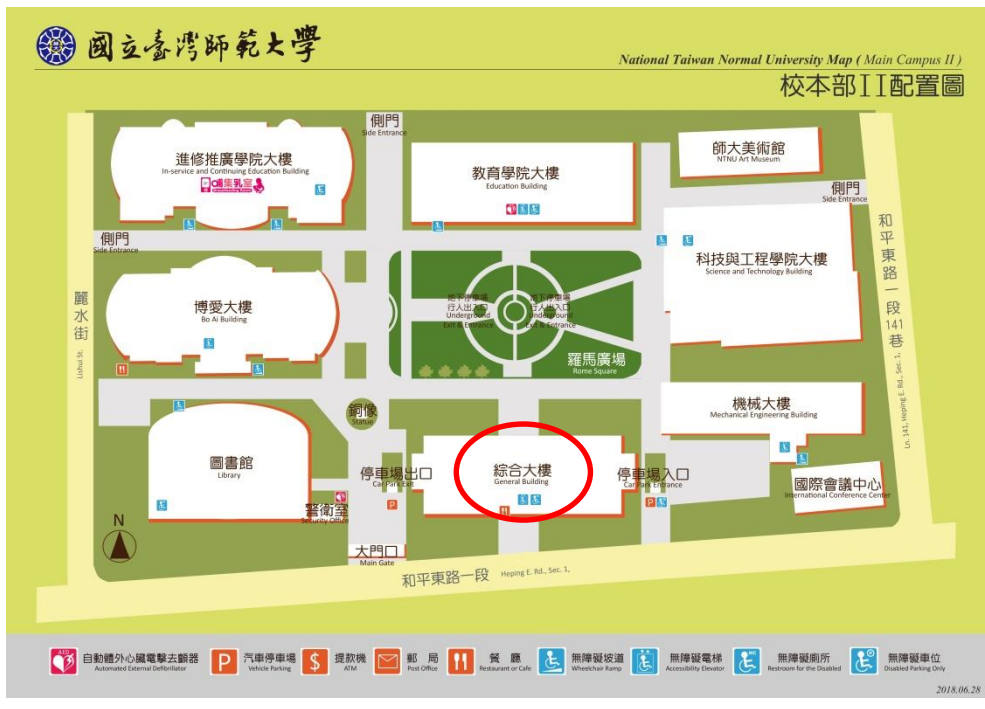 國立臺灣師範大學
National Taiwan Normal University Map ( Main Campus II )
校本部II配置圖
側門
Side Entrance
進修推廣學院大樓
In-service and Continuing Education Building
哺集乳室
教育學院大樓
Education Building
師大美術館
NTNU Art Museum
側門
Side Entrance
側門
Side Entrance
和平東路一段141巷
Ln. 141, Heping E. Rd., Sec. 1,
科技與工程學院大樓
Science and Technology Building
麗水街
Lishui St.
博愛大樓
Bo Ai Building
地下停車場
行人出入口
Underground
Exit & Entrance
地下停車場
行人出入口
Underground
Exit & Entrance
羅馬廣場
Rome Square
銅像
Statue
機械大樓
Mechanical Engineering Building
圖書館
Library
停車場出口
Car Park Exit
綜合大樓
General Building
停車場入口
Car Park Entrance
國際會議中心
International Conference Center
警衛室
Security Office
N
P
P
大門口
Main Gate
和平東路一段 Heping E. Rd., Sec. 1,
AED
自動體外心臟電擊去顫器
Automated External Defibrillator
P
汽車停車場
Vehicle Parking
$
提款機
ATM
郵 局
Post Office
餐 廳
Restaurant or Cafe
無障礙坡道
Wheelchair Ramp
無障礙電梯
Accessibility Elevator
無障礙廁所
Restroom for the Disabled
無障礙車位
Disabled Parking Only
2018.06.28